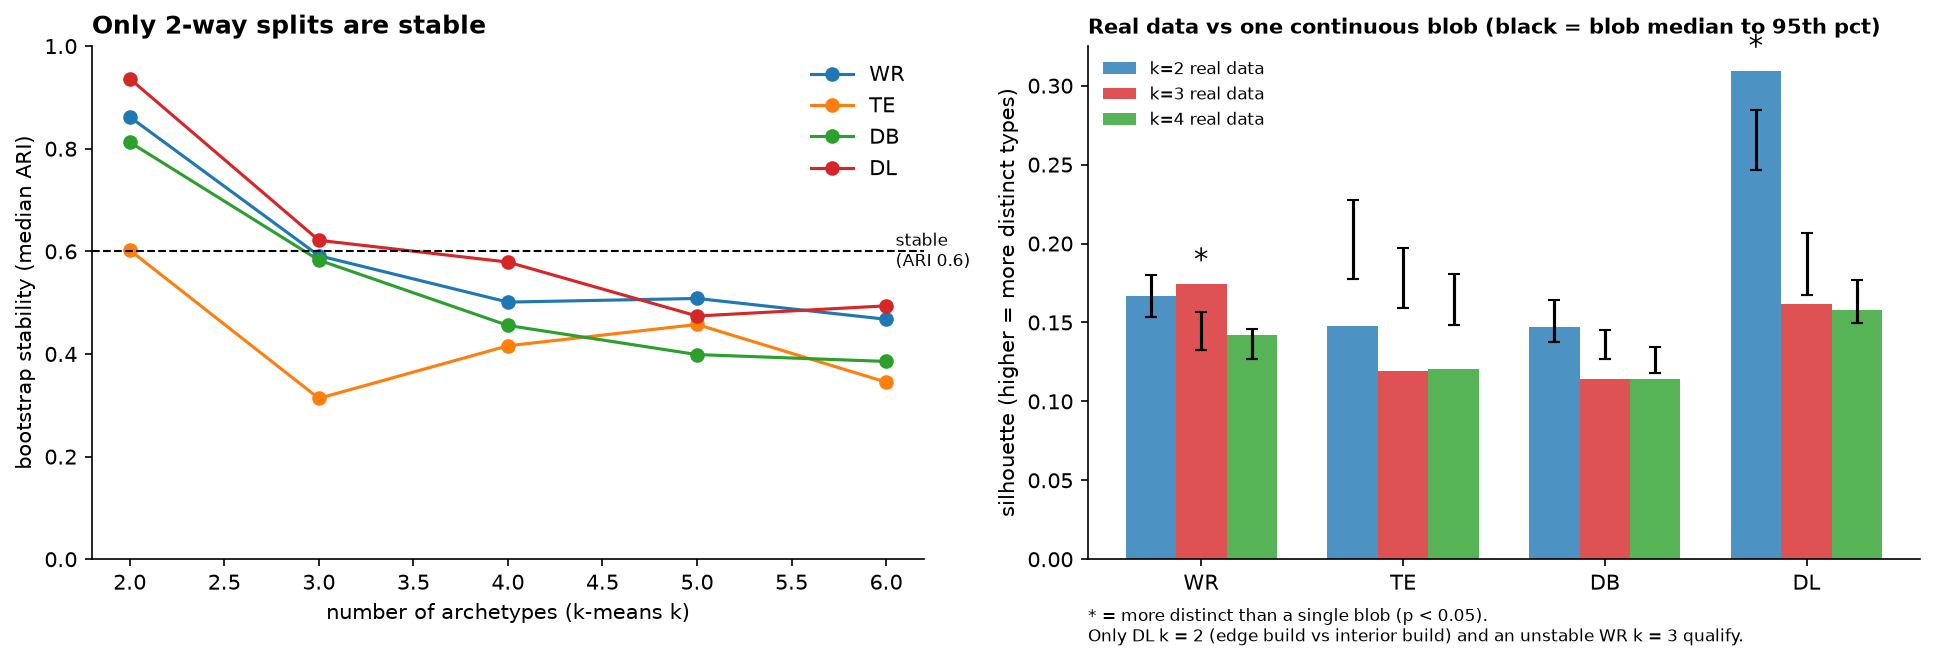 Only 2-way splits are stable
1.0
0.8
0.6
0.4
0.2
0.0
bootstrap stability (median ARI)
WR
TE
DB
DL
stable
(ARI 0.6)
2.0 2.5 3.0 3.5 4.0 4.5 5.0 5.5 6.0
number of archetypes (k-means k)
Real data vs one continuous blob (black = blob median to 95th pct)
k=2 real data
k=3 real data
k=4 real data
0.30
0.25
0.20
0.15
0.10
0.05
0.00
silhouette (higher = more distinct types)
*
*
WR TE DB DL
* = more distinct than a single blob (p < 0.05).
Only DL k = 2 (edge build vs interior build) and an unstable WR k = 3 qualify.